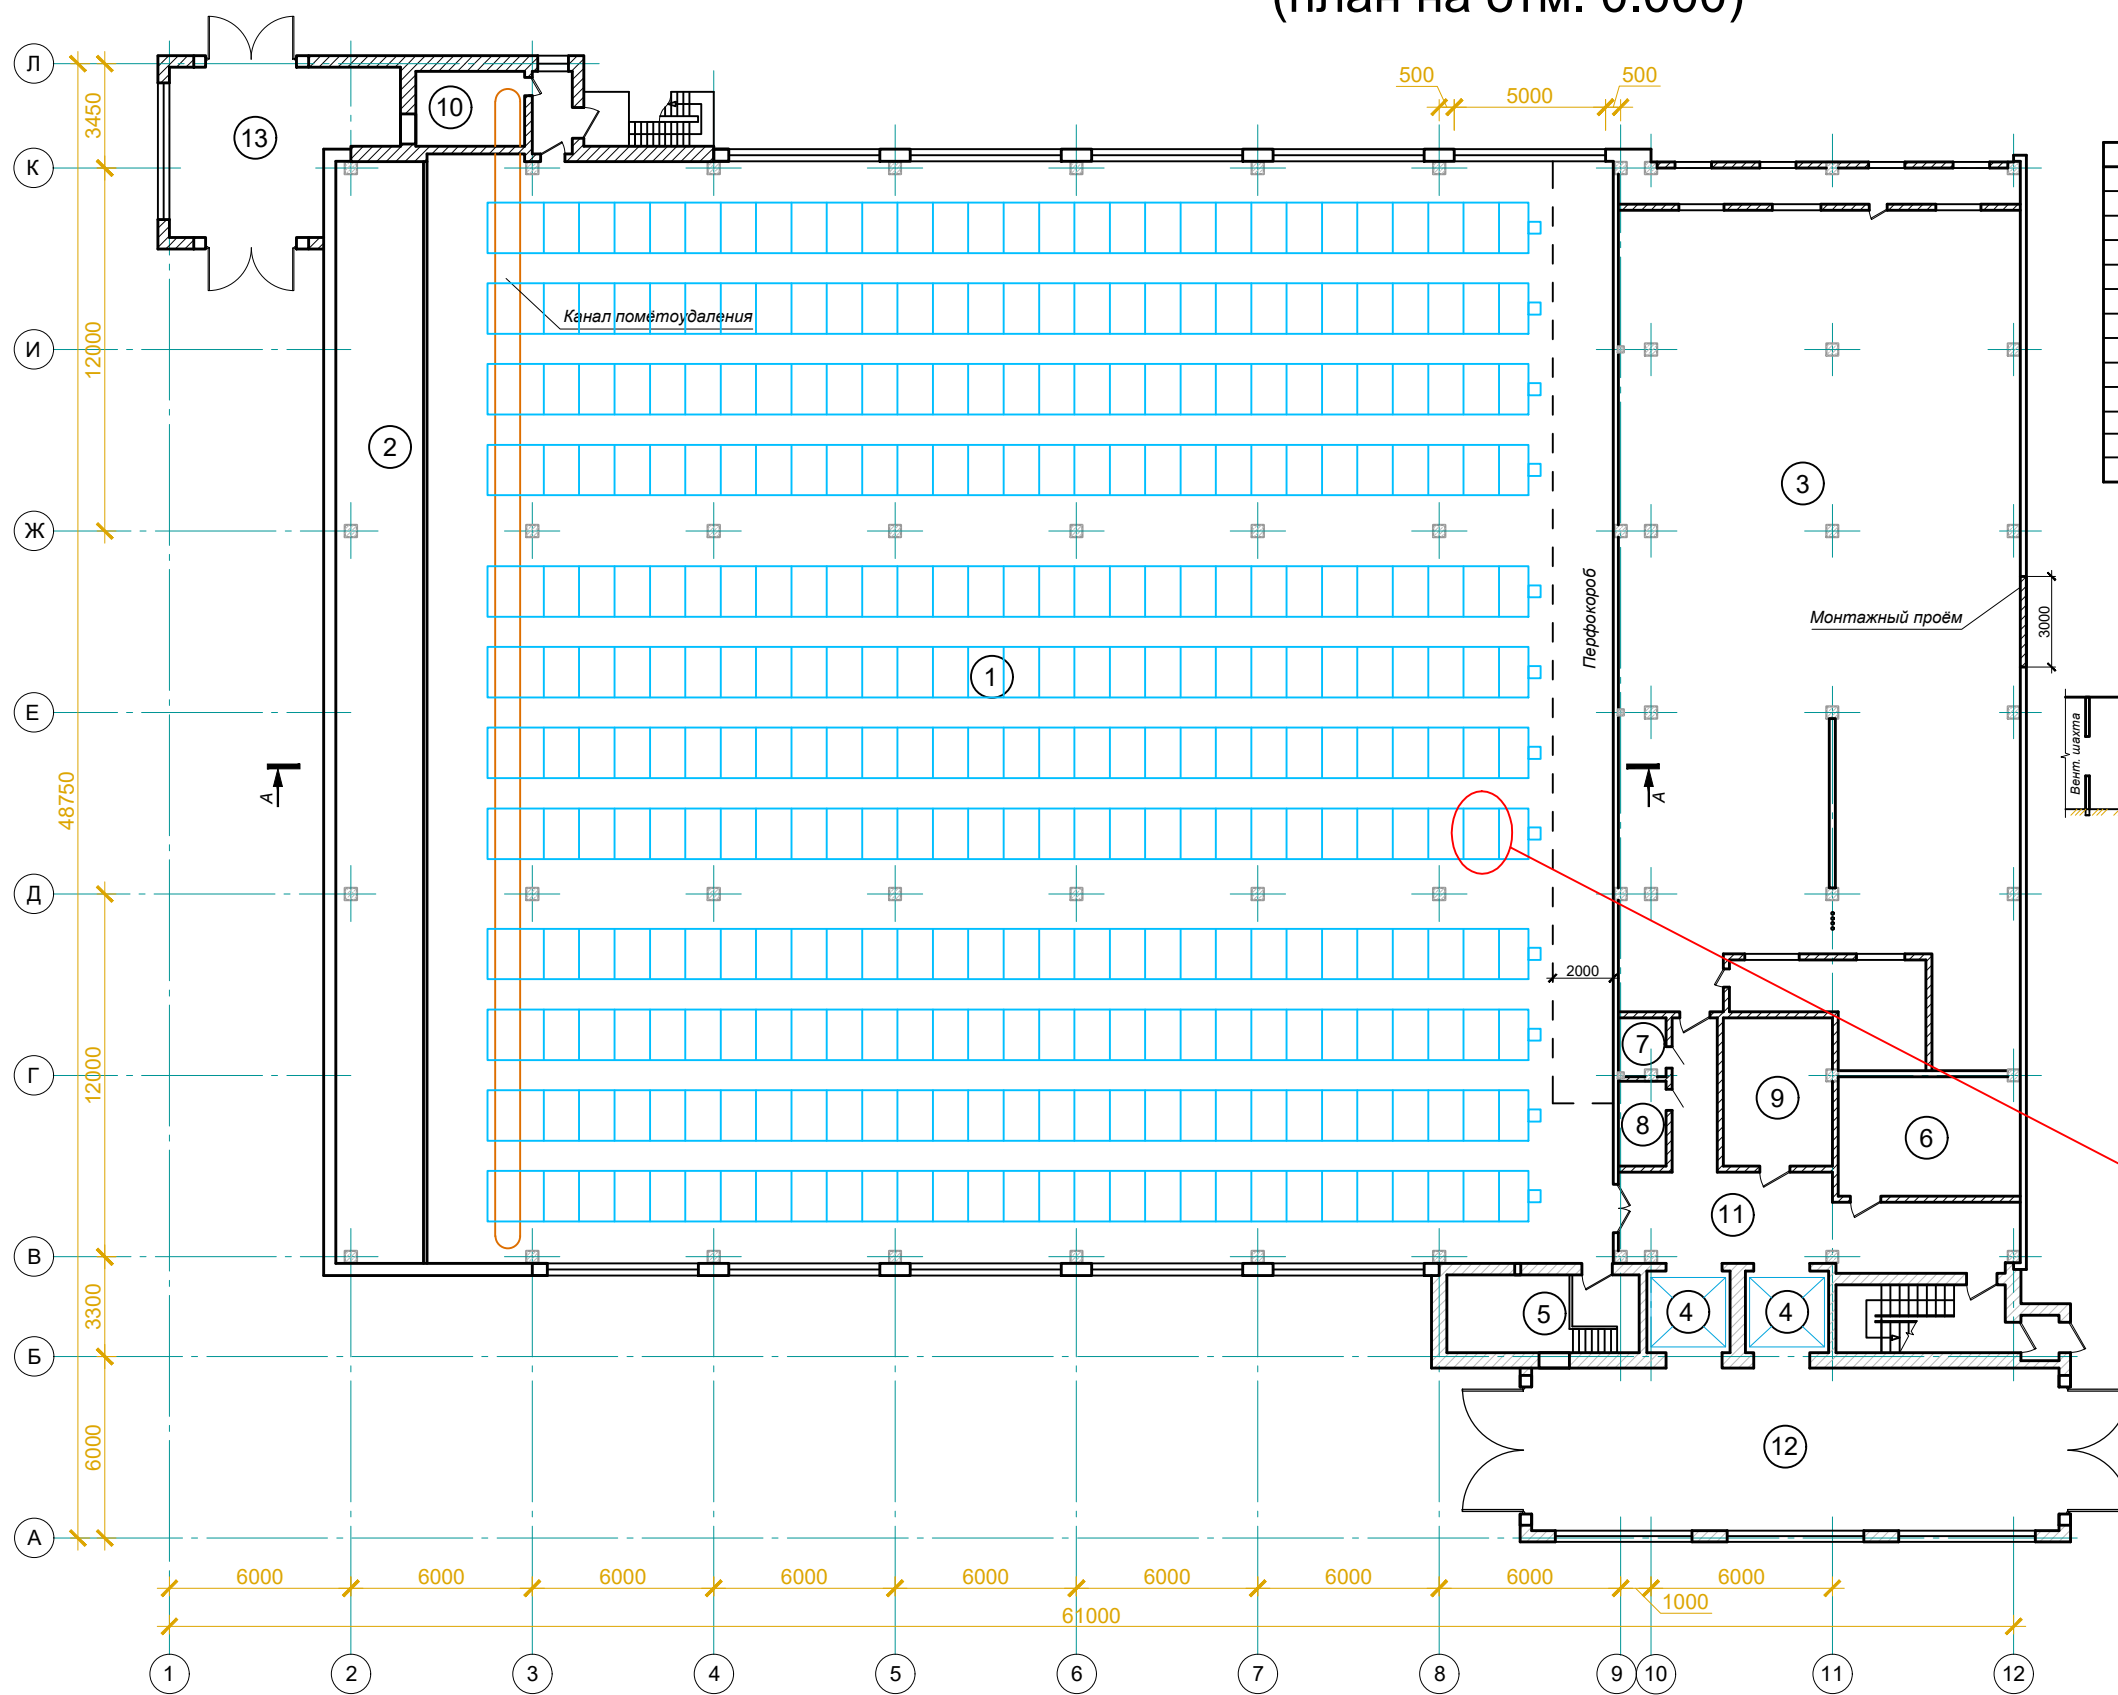 (план на отм. 0.000)
500
5000
500
Л
К
И
Ж
Е
Д
Г
В
Б
А
3450
12000
48750
12000
3300
6000
13
10
2
Канал помётоудаления
1
3
Перфокороб
Монтажный проём
3000
Вент. шахта
А
А
2000
7
8
9
6
11
5
4
4
12
6000
6000
6000
6000
6000
6000
6000
6000
1000
6000
61000
1
2
3
4
5
6
7
8
9
10
11
12